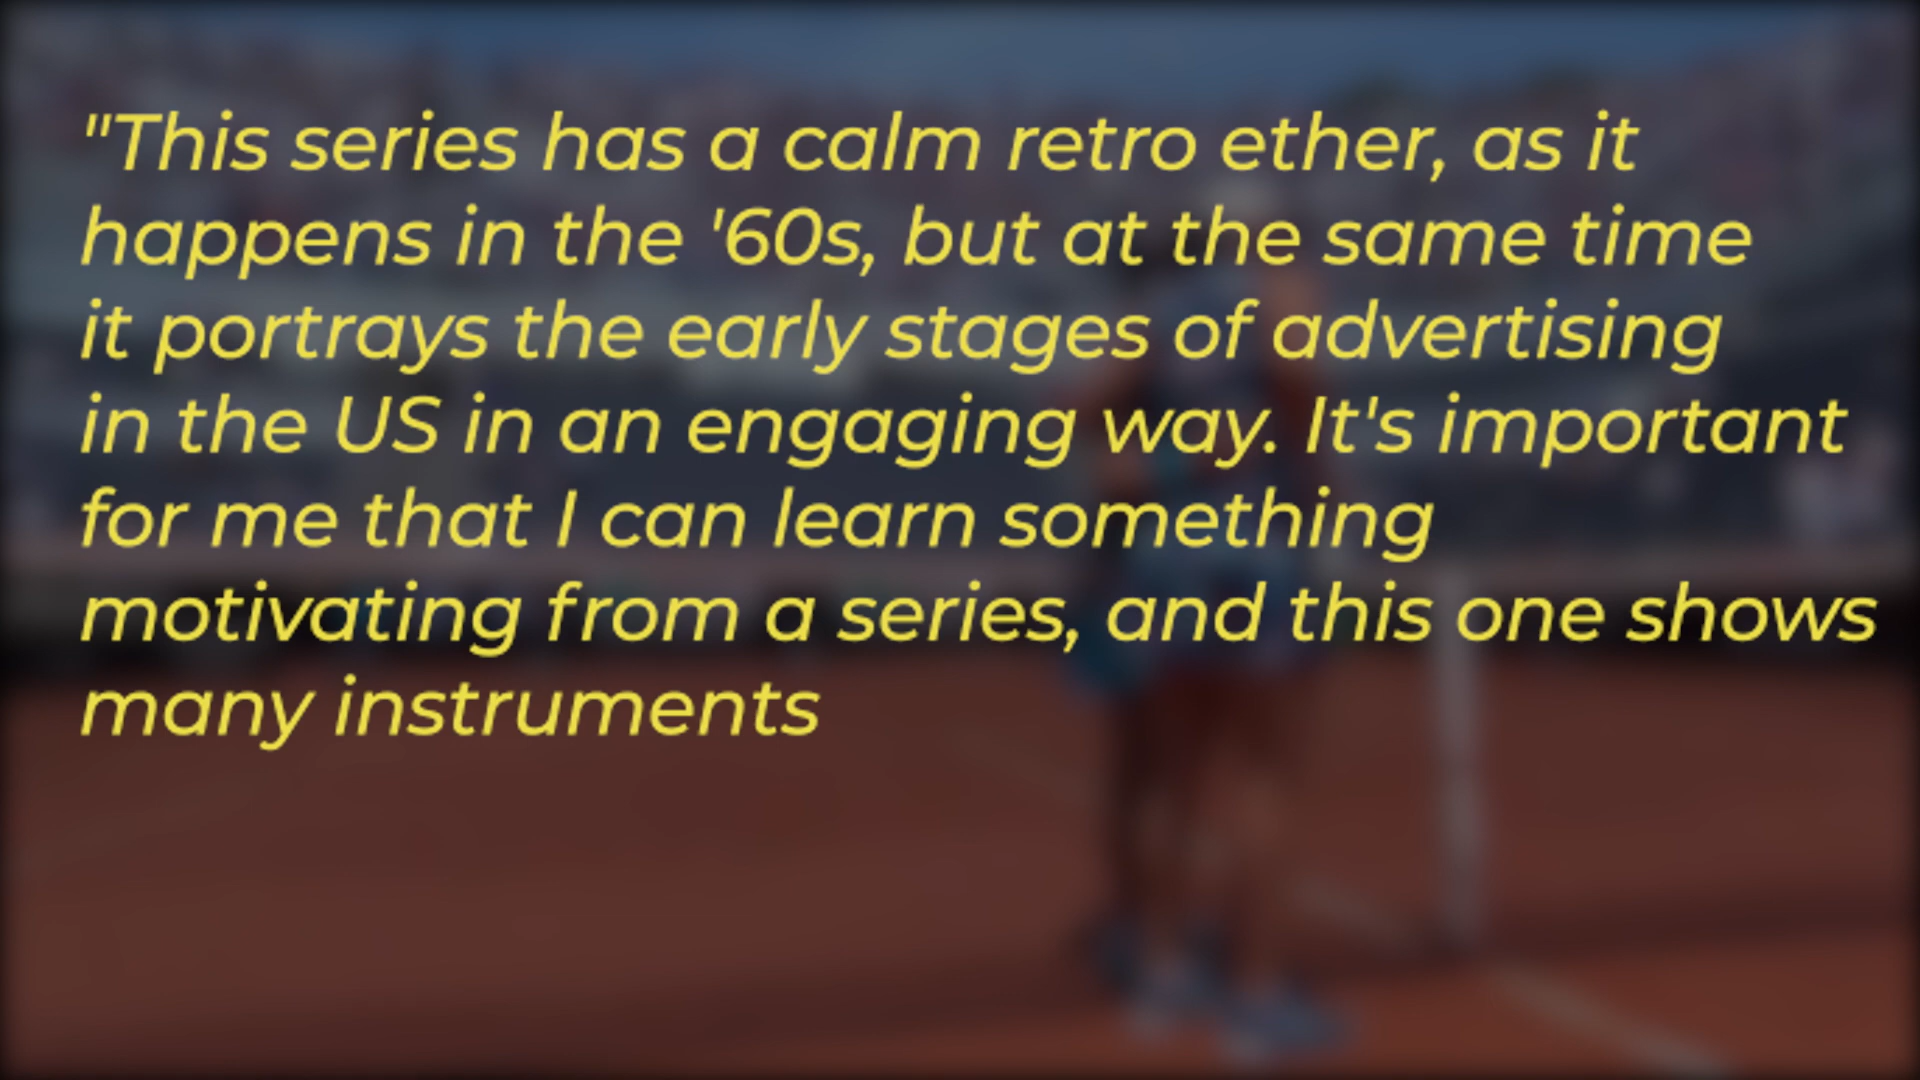 "This series has a calm retro ether, as it
happens in the '60s, but at the same time
it portrays the early stages of advertising
in the US in an engaging way. It's important
for me that I can learn something
motivating from a series, and this one shows
many instruments